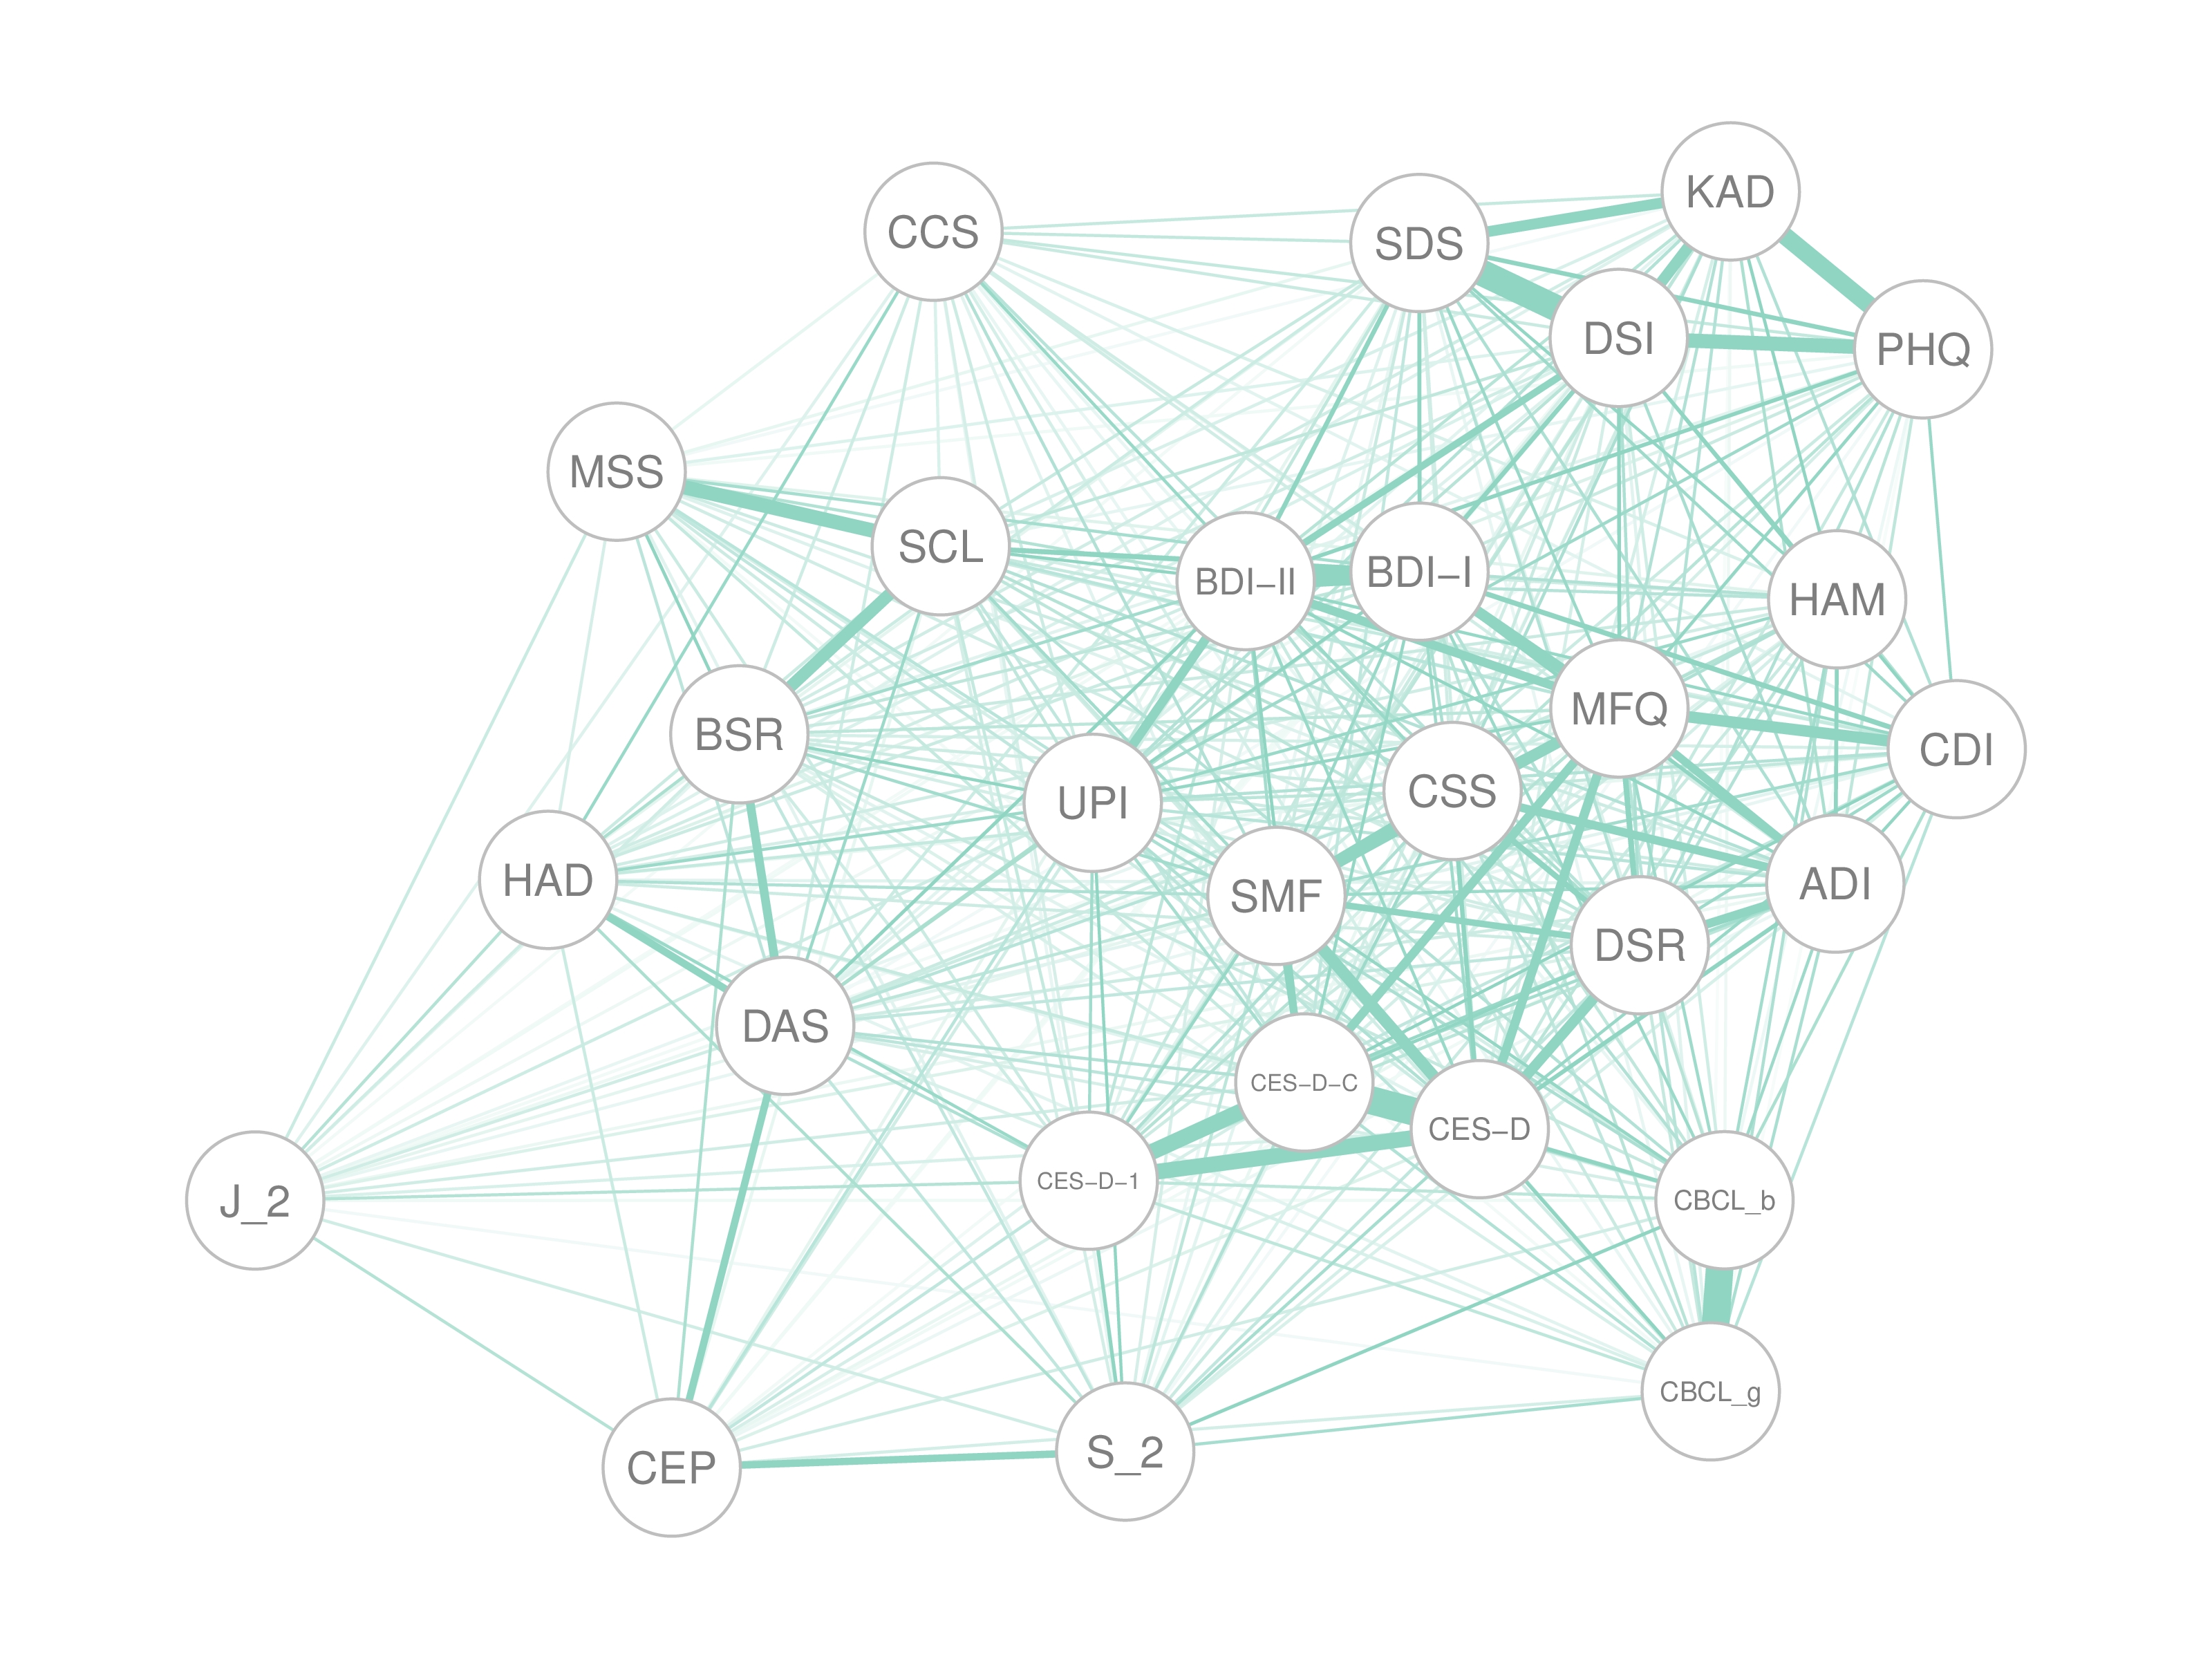 KAD
CCS
SDS
DSI
PHQ
MSS
SCL
BDI–II
BDI–I
HAM
MFQ
BSR
CDI
UPI
CSS
HAD
SMF
ADI
DSR
DAS
CES–D–C
CES–D
CES–D–1
J_2
CBCL_b
CBCL_g
S_2
CEP